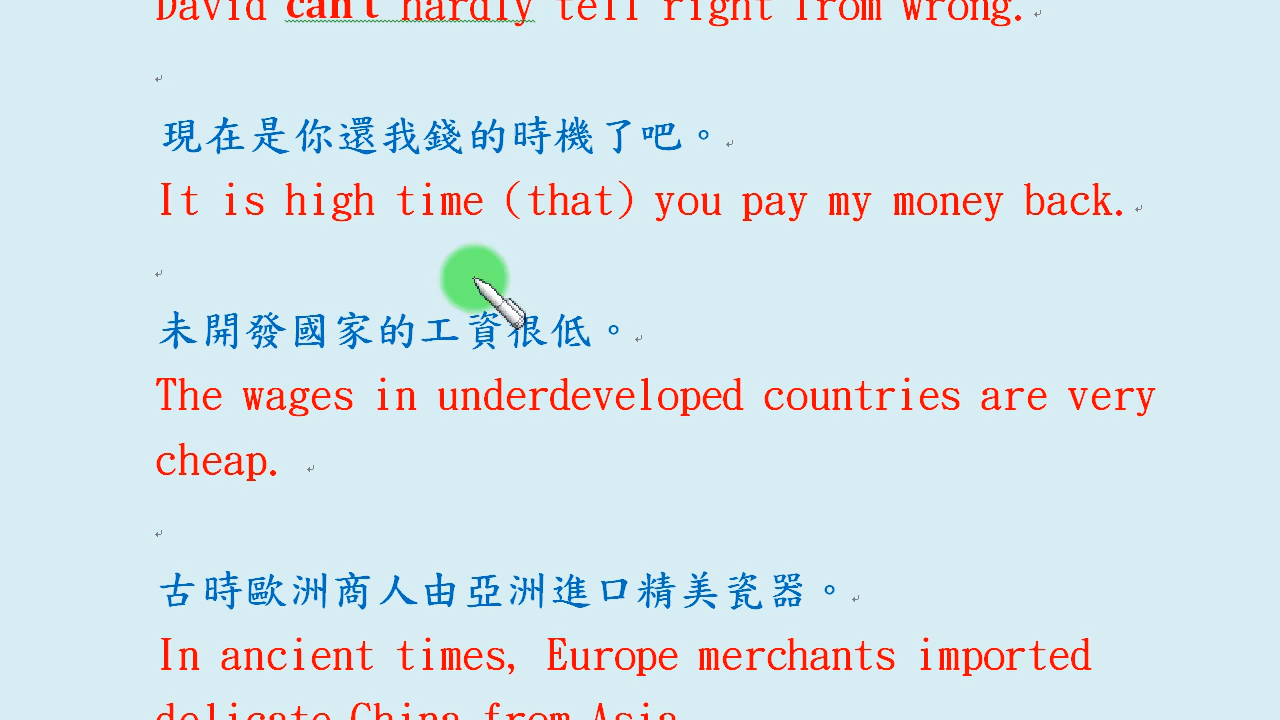 David can't hardly tell right from wrong.
現在是你還我錢的時機了吧。
It is high time (that) you pay my money back.
未開發國家的工資很低。
The wages in underdeveloped countries are very
cheap.
古時歐洲商人由亞洲進口精美瓷器。
In ancient times, Europe merchants imported
delicate China from Asia